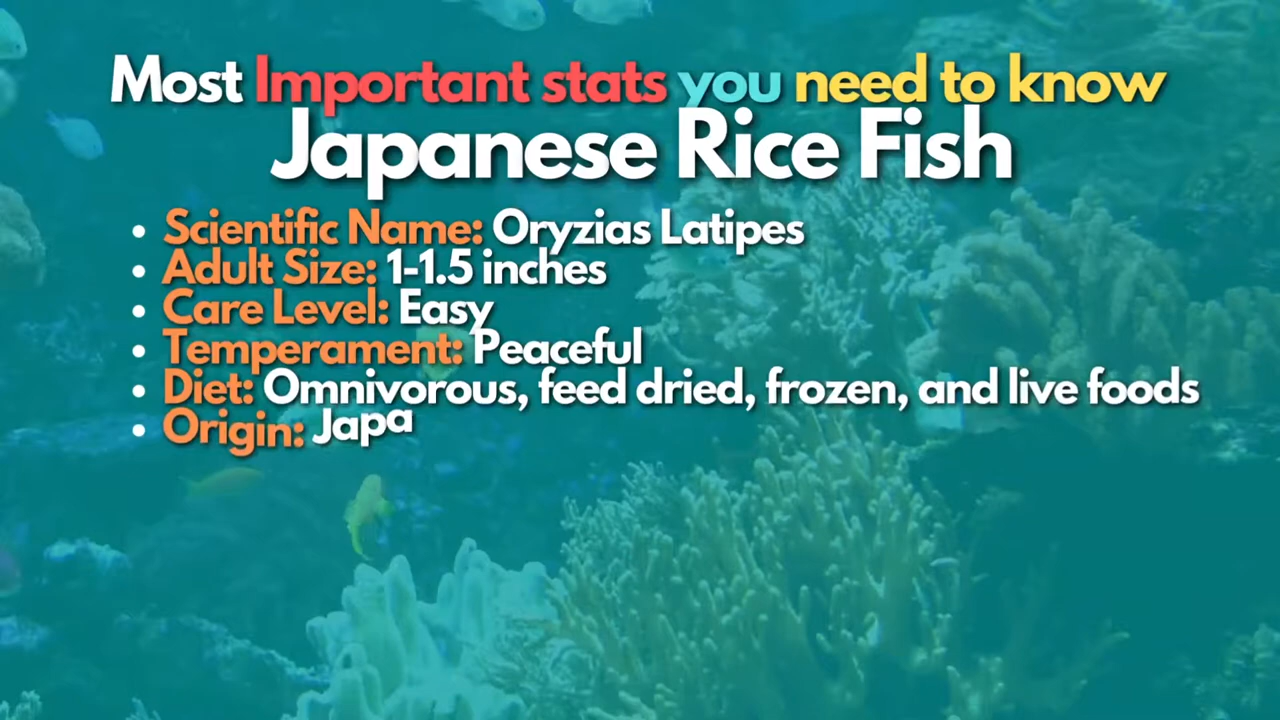 Most Important stats you need to know
Japanese Rice Fish
• Scientific Name: Oryzias Latipes
• Adult Size: 1-1.5 inches
• Care Level: Easy
• Temperament: Peaceful
• Diet: Omnivorous, feed dried, frozen, and live foods
• Origin: Japa